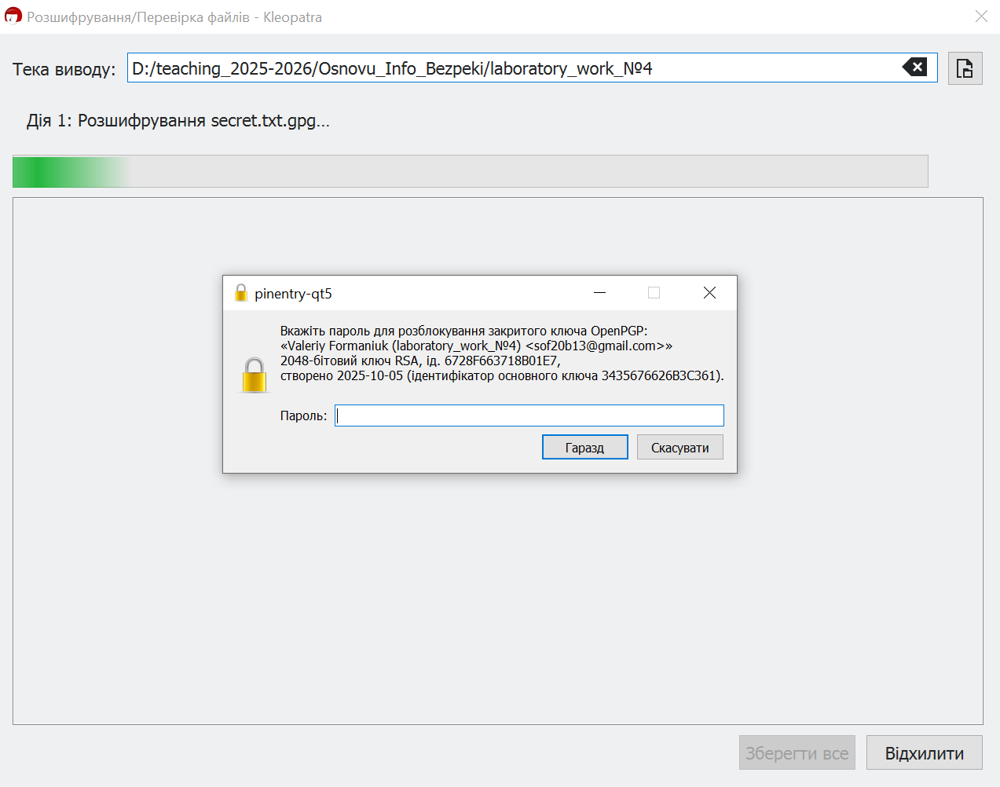 Розшифрування/Перевірка файлів - Kleopatra
Тека виводу: D:/teaching_2025-2026/Osnovu_Info_Bezpeki/laboratory_work_№4
Дія 1: Розшифрування secret.txt.gpg...
pinentry-qt5
Вкажіть пароль для розблокування закритого ключа OpenPGP:
«Valeriy Formaniuk (laboratory_work_№4) <sof20b13@gmail.com>»
2048-бітовий ключ RSA, ід. 6728F663718B01E7,
створено 2025-10-05 (ідентифікатор основного ключа 3435676626B3C361).
Пароль:
Гаразд Скасувати
Зберегти все Відхилити